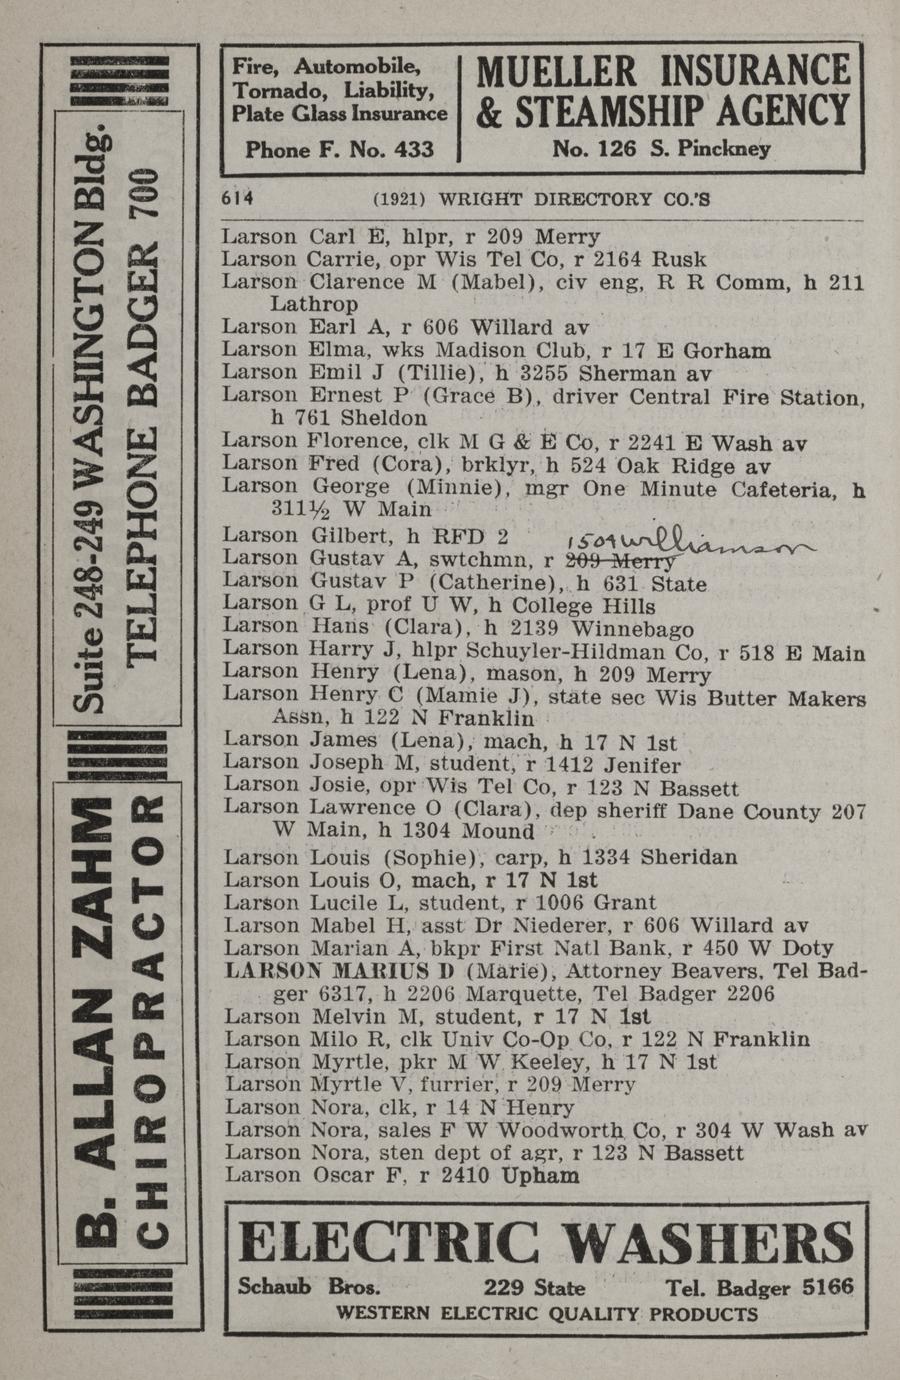 Suite 248-249 WASHINGTON Bldg.
TELEPHONE BADGER 700
B. ALLAN ZAHM
CHIROPRACTOR
Fire, Automobile,
Tornado, Liability,
Plate Glass Insurance
Phone F. No. 433
MUELLER INSURANCE
& STEAMSHIP AGENCY
No. 126 S. Pinckney
614 (1921) WRIGHT DIRECTORY CO.'S
Larson Carl E, hlpr, r 209 Merry
Larson Carrie, opr Wis Tel Co, r 2164 Rusk
Larson Clarence M (Mabel), civ eng, R R Comm, h 211
Lathrop
Larson Earl A, r 606 Willard av
Larson Elma, wks Madison Club, r 17 E Gorham
Larson Emil J (Tillie), h 3255 Sherman av
Larson Ernest P (Grace B), driver Central Fire Station,
h 761 Sheldon
Larson Florence, clk M G & E Co, r 2241 E Wash av
Larson Fred (Cora), brklyr, h 524 Oak Ridge av
Larson George (Minnie), mgr One Minute Cafeteria, h
311½ W Main
Larson Gilbert, h RFD 2
1504 Williamson
Larson Gustav A, swtchmn, r 209 Merry
Larson Gustav P (Catherine), h 631 State
Larson G L, prof U W, h College Hills
Larson Hans (Clara), h 2139 Winnebago
Larson Harry J, hlpr Schuyler-Hildman Co, r 518 E Main
Larson Henry (Lena), mason, h 209 Merry
Larson Henry C (Mamie J), state sec Wis Butter Makers
Assn, h 122 N Franklin
Larson James (Lena), mach, h 17 N 1st
Larson Joseph M, student, r 1412 Jenifer
Larson Josie, opr Wis Tel Co, r 123 N Bassett
Larson Lawrence O (Clara), dep sheriff Dane County 207
W Main, h 1304 Mound
Larson Louis (Sophie), carp, h 1334 Sheridan
Larson Louis O, mach, r 17 N 1st
Larson Lucile L, student, r 1006 Grant
Larson Mabel H, asst Dr Niederer, r 606 Willard av
Larson Marian A, bkpr First Natl Bank, r 450 W Doty
LARSON MARIUS D (Marie), Attorney Beavers, Tel Bad-
ger 6317, h 2206 Marquette, Tel Badger 2206
Larson Melvin M, student, r 17 N 1st
Larson Milo R, clk Univ Co-Op Co, r 122 N Franklin
Larson Myrtle, pkr M W Keeley, h 17 N 1st
Larson Myrtle V, furrier, r 209 Merry
Larson Nora, clk, r 14 N Henry
Larson Nora, sales F W Woodworth Co, r 304 W Wash av
Larson Nora, sten dept of agr, r 123 N Bassett
Larson Oscar F, r 2410 Upham
ELECTRIC WASHERS
Schaub Bros. 229 State Tel. Badger 5166
WESTERN ELECTRIC QUALITY PRODUCTS